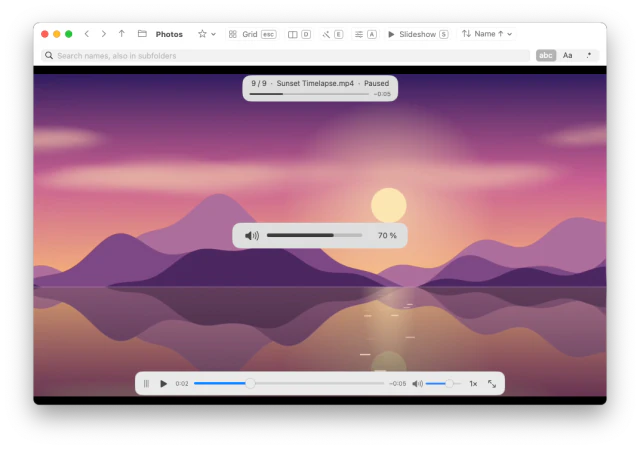 Photos Grid esc D E A Slideshow S Name
Search names, also in subfolders abc Aa .*
9 / 9 · Sunset Timelapse.mp4 · Paused
−0:05
70 %
0:02 −0:05 1x